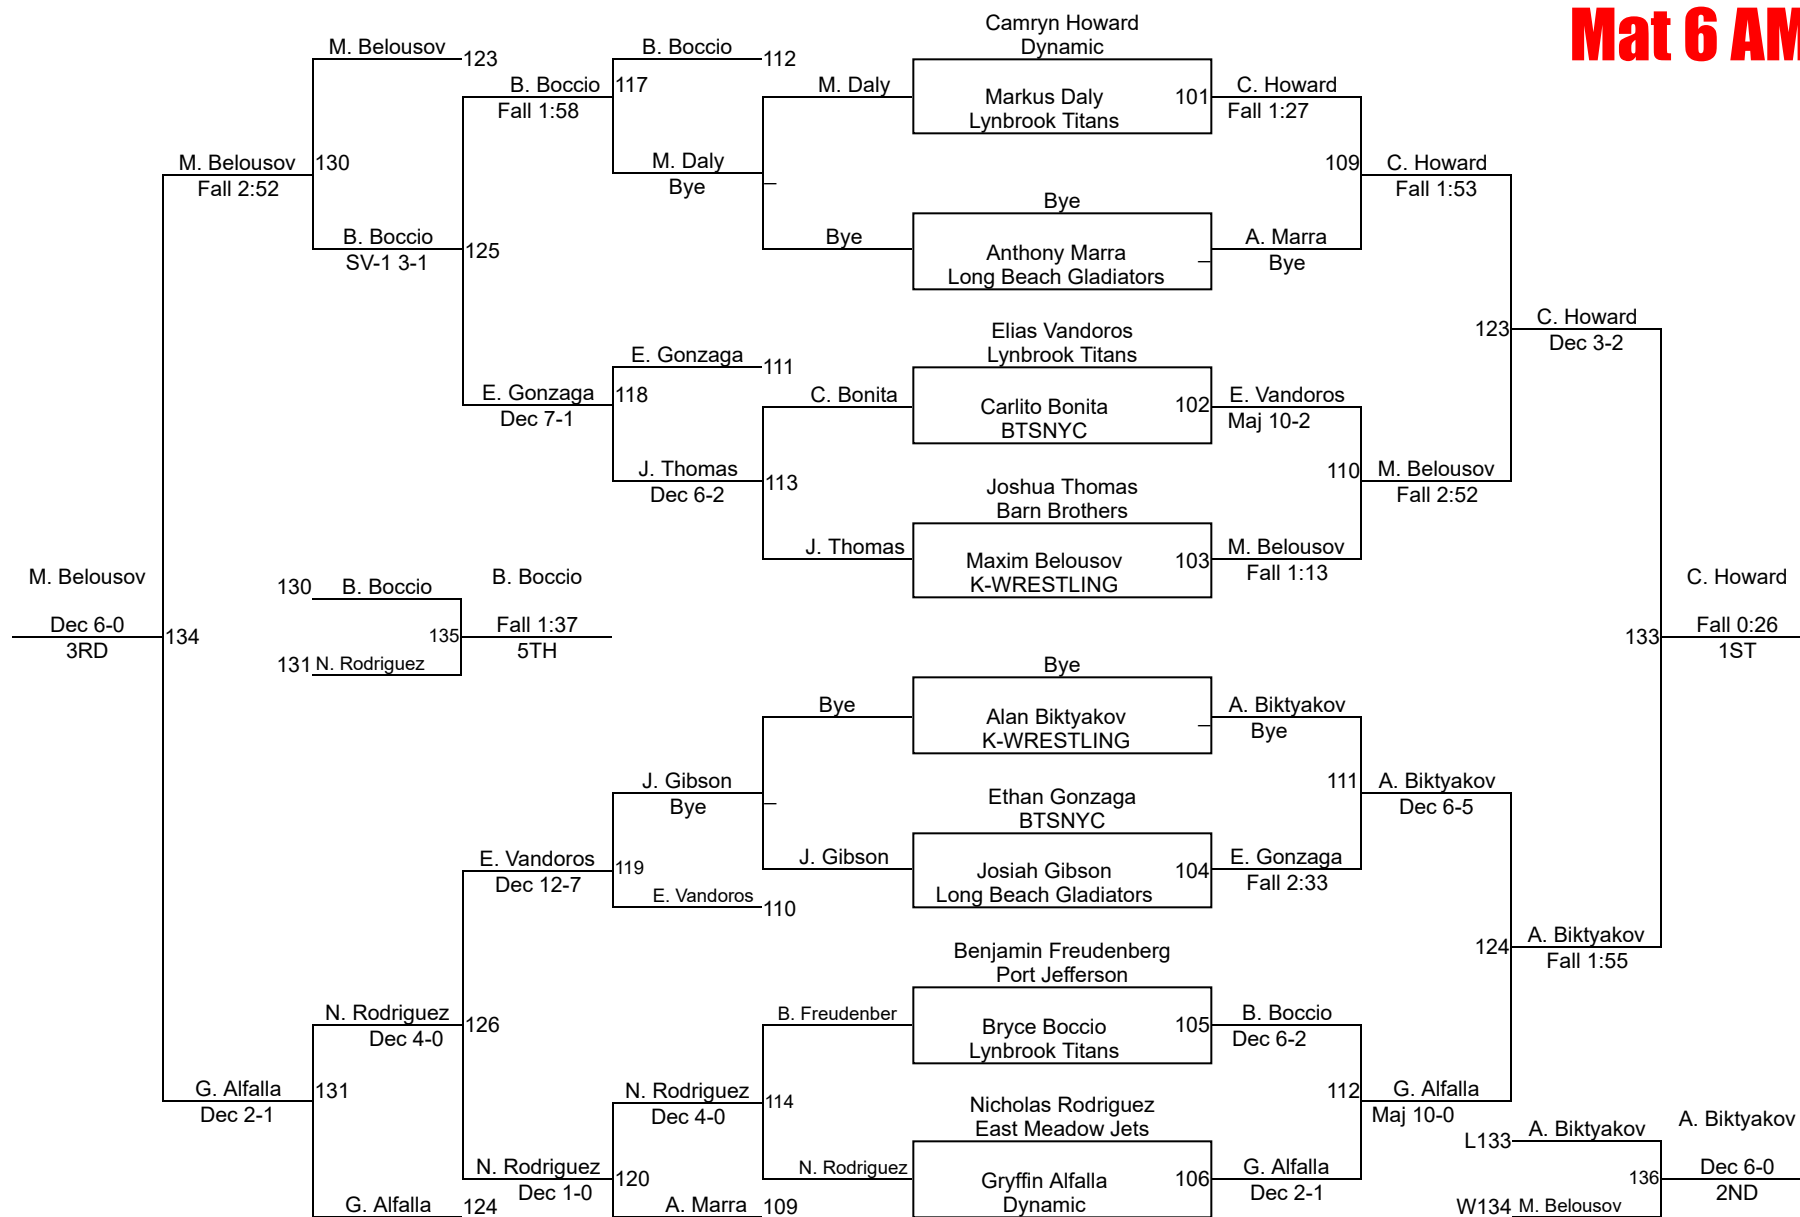 Mat 6 AM
Camryn Howard
Dynamic
Markus Daly
Lynbrook Titans
101
C. Howard
Fall 1:27
Bye
Anthony Marra
Long Beach Gladiators
A. Marra
Bye
109
C. Howard
Fall 1:53
Elias Vandoros
Lynbrook Titans
Carlito Bonita
BTSNYC
102
E. Vandoros
Maj 10-2
Joshua Thomas
Barn Brothers
Maxim Belousov
K-WRESTLING
103
M. Belousov
Fall 1:13
110
M. Belousov
Fall 2:52
123
C. Howard
Dec 3-2
Bye
Alan Biktyakov
K-WRESTLING
A. Biktyakov
Bye
Ethan Gonzaga
BTSNYC
Josiah Gibson
Long Beach Gladiators
104
E. Gonzaga
Fall 2:33
111
A. Biktyakov
Dec 6-5
Benjamin Freudenberg
Port Jefferson
Bryce Boccio
Lynbrook Titans
105
B. Boccio
Dec 6-2
Nicholas Rodriguez
East Meadow Jets
Gryffin Alfalla
Dynamic
106
G. Alfalla
Dec 2-1
112
G. Alfalla
Maj 10-0
124
A. Biktyakov
Fall 1:55
133
C. Howard
Fall 0:26
1ST
L133
A. Biktyakov
W134
M. Belousov
136
A. Biktyakov
Dec 6-0
2ND
M. Daly
Bye
M. Daly
Bye
B. Boccio
112
117
B. Boccio
Fall 1:58
C. Bonita
J. Thomas
113
J. Thomas
Dec 6-2
E. Gonzaga
111
118
E. Gonzaga
Dec 7-1
125
B. Boccio
SV-1 3-1
M. Belousov
123
130
M. Belousov
Fall 2:52
Bye
J. Gibson
J. Gibson
Bye
E. Vandoros
110
119
E. Vandoros
Dec 12-7
B. Freudenber
N. Rodriguez
114
N. Rodriguez
Dec 4-0
A. Marra
109
120
N. Rodriguez
Dec 1-0
126
N. Rodriguez
Dec 4-0
G. Alfalla
124
131
G. Alfalla
Dec 2-1
134
M. Belousov
Dec 6-0
3RD
130
B. Boccio
131
N. Rodriguez
135
B. Boccio
Fall 1:37
5TH